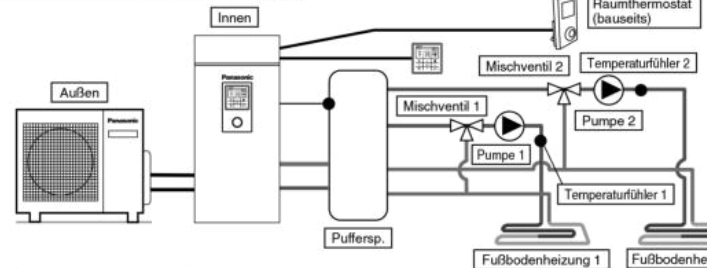 Innen
Raumthermostat
(bauseits)
Mischventil 2
Temperaturfühler 2
Außen
Panasonic
Panasonic
Mischventil 1
Pumpe 2
Pumpe 1
Temperaturfühler 1
Puffersp.
Fußbodenheizung 1
Fußbodenhe